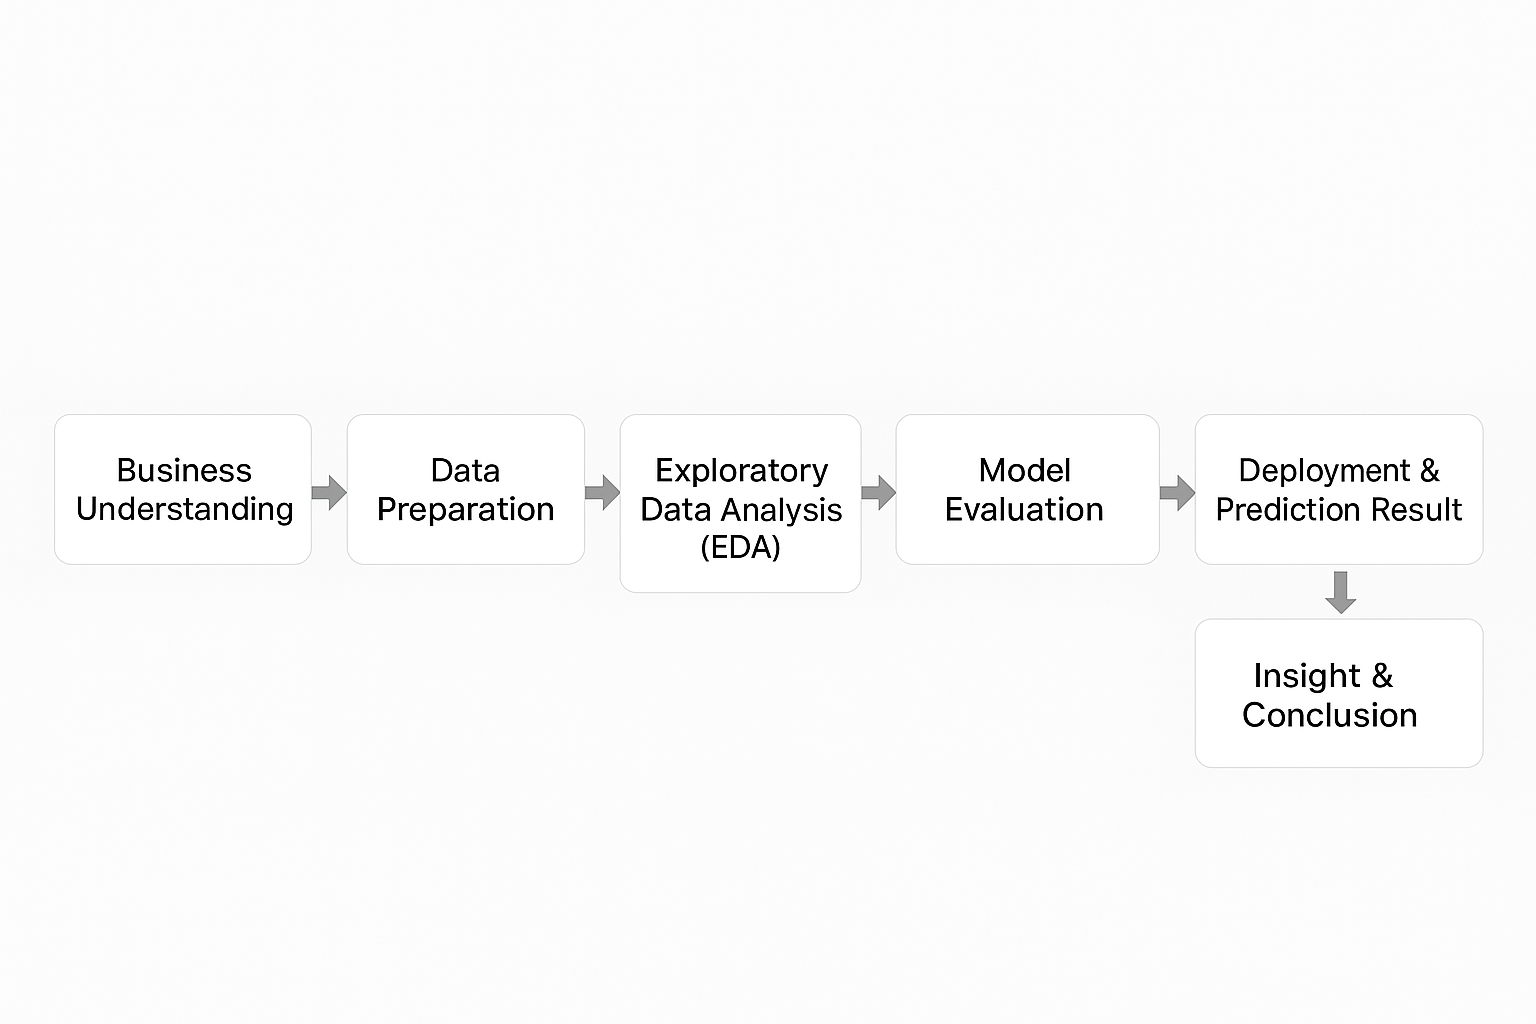 Business
Understanding
Data
Preparation
Exploratory
Data Analysis
(EDA)
Model
Evaluation
Deployment &
Prediction Result
Insight &
Conclusion